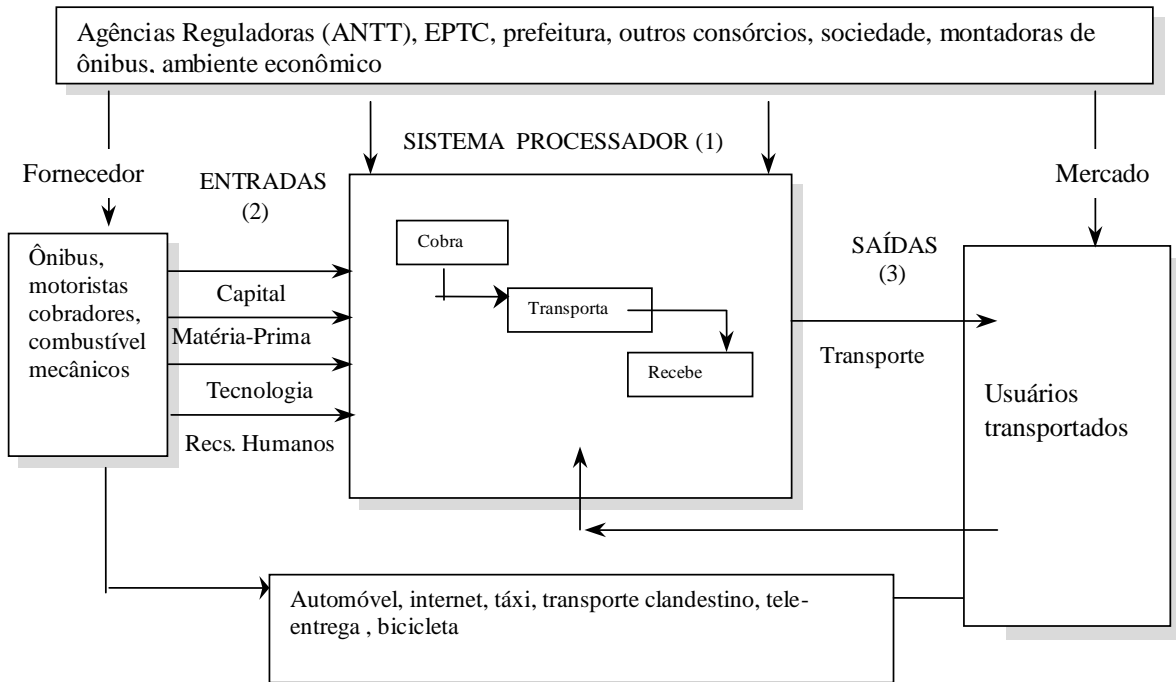 Agências Reguladoras (ANTT), EPTC, prefeitura, outros consórcios, sociedade, montadoras de
ônibus, ambiente econômico
SISTEMA PROCESSADOR (1)
Fornecedor
Mercado
ENTRADAS
(2)
Ônibus,
motoristas
cobradores,
combustível
mecânicos
Capital
Matéria-Prima
Tecnologia
Recs. Humanos
Cobra
Transporta
Recebe
SAÍDAS
(3)
Transporte
Usuários
transportados
Automóvel, internet, táxi, transporte clandestino, tele-
entrega , bicicleta